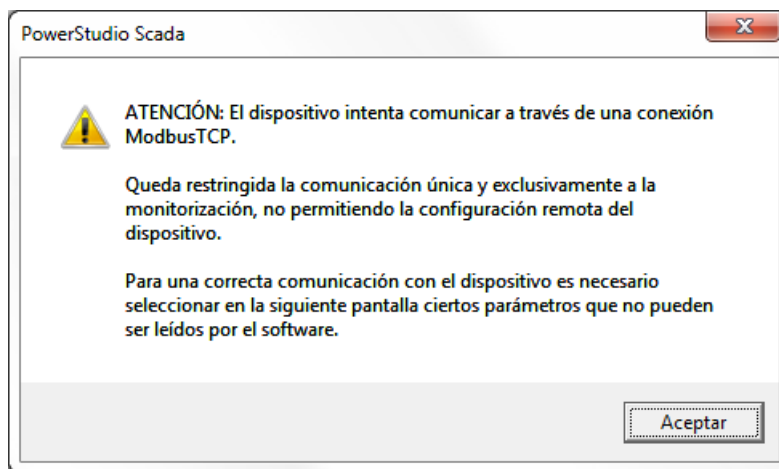 PowerStudio Scada
ATENCIÓN: El dispositivo intenta comunicar a través de una conexión
ModbusTCP.
Queda restringida la comunicación única y exclusivamente a la
monitorización, no permitiendo la configuración remota del
dispositivo.
Para una correcta comunicación con el dispositivo es necesario
seleccionar en la siguiente pantalla ciertos parámetros que no pueden
ser leídos por el software.
Aceptar